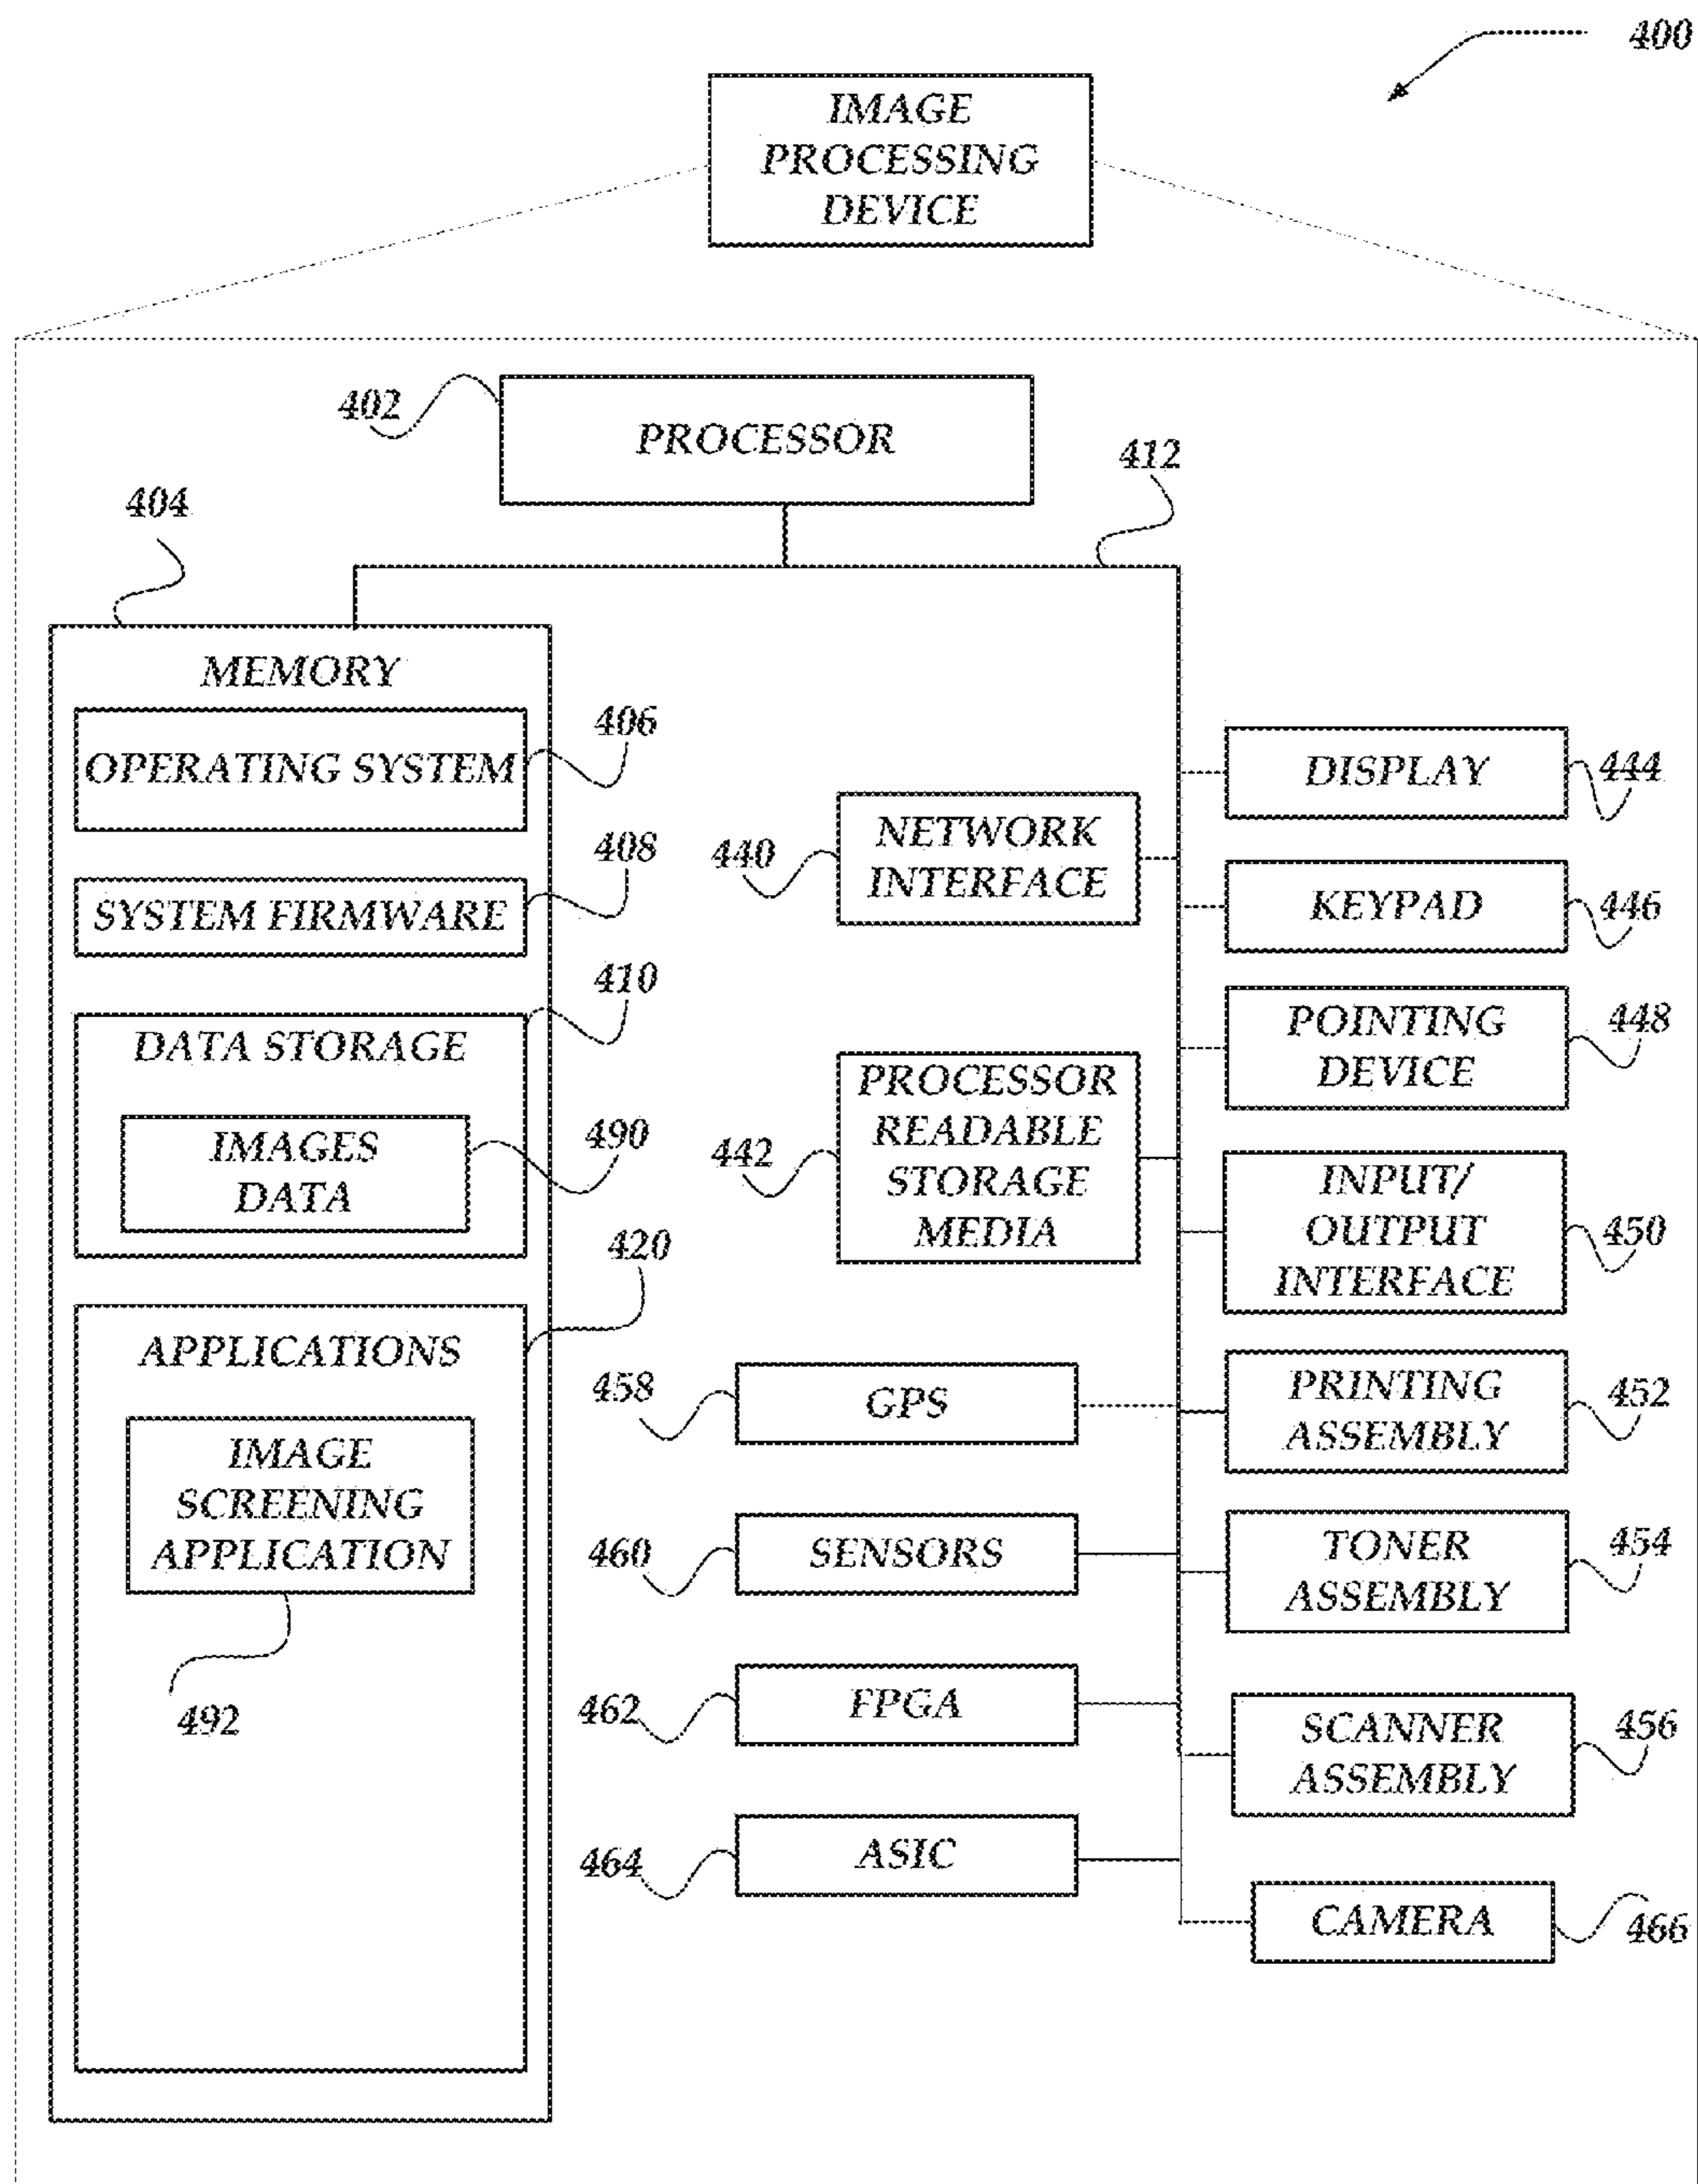 400
IMAGE
PROCESSING
DEVICE
402
PROCESSOR
412
404
MEMORY
OPERATING SYSTEM
406
SYSTEM FIRMWARE
408
DATA STORAGE
410
IMAGES
DATA
490
APPLICATIONS
420
IMAGE
SCREENING
APPLICATION
492
440
NETWORK
INTERFACE
442
PROCESSOR
READABLE
STORAGE
MEDIA
458
GPS
460
SENSORS
462
FPGA
464
ASIC
DISPLAY
444
KEYPAD
446
POINTING
DEVICE
448
INPUT/
OUTPUT
INTERFACE
450
PRINTING
ASSEMBLY
452
TONER
ASSEMBLY
454
SCANNER
ASSEMBLY
456
CAMERA
466